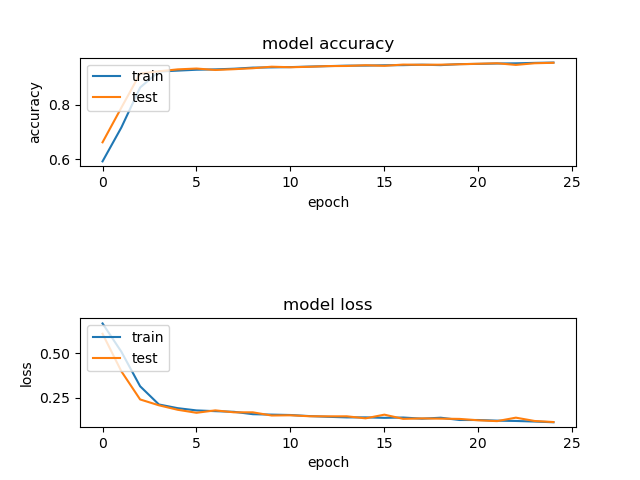 model accuracy
train
test
accuracy
0.8
0.6
0 5 10 15 20 25
epoch
model loss
train
test
loss
0.50
0.25
0 5 10 15 20 25
epoch